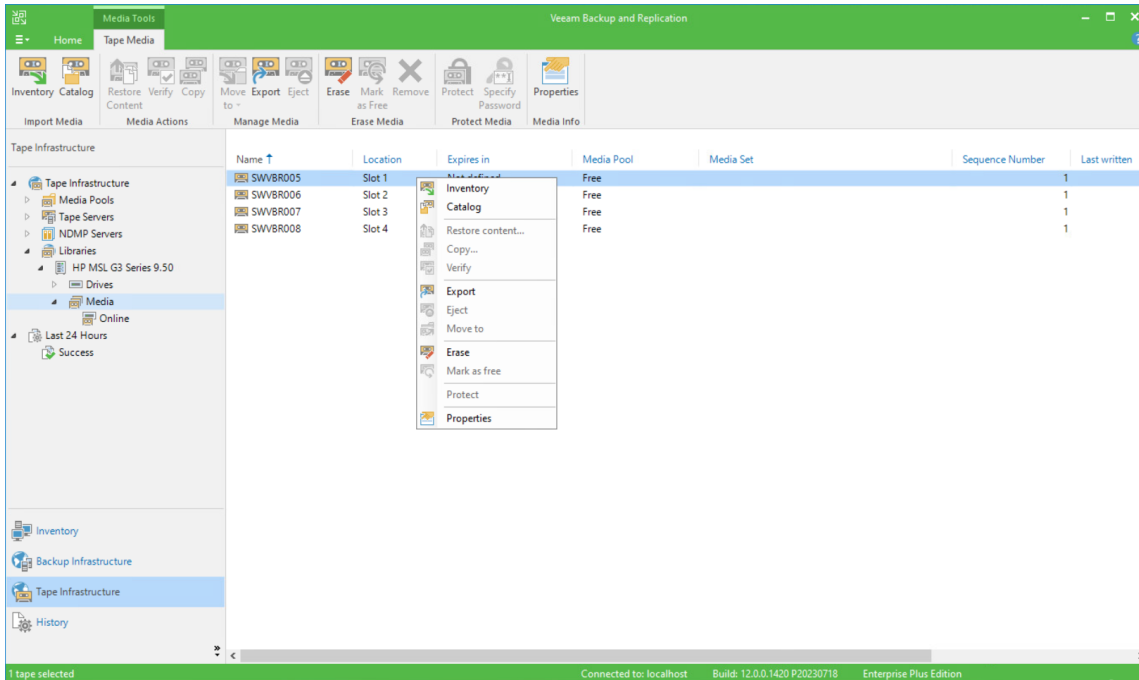 Media Tools
Veeam Backup and Replication
Home Tape Media
Inventory Catalog Restore Content Verify Copy Move to Export Eject Erase Mark as Free Remove Protect Specify Password Properties
Import Media Media Actions Manage Media Erase Media Protect Media Media Info
Tape Infrastructure
Tape Infrastructure
Media Pools
Tape Servers
NDMP Servers
Libraries
HP MSL G3 Series 9.50
Drives
Media
Online
Last 24 Hours
Success
Name Location Expires in Media Pool Media Set Sequence Number Last written
SWVBR005 Slot 1 Not defined Free 1
SWVBR006 Slot 2 Free 1
SWVBR007 Slot 3 Free 1
SWVBR008 Slot 4 Free 1
Inventory
Catalog
Restore content...
Copy...
Verify
Export
Eject
Move to
Erase
Mark as free
Protect
Properties
Inventory
Backup Infrastructure
Tape Infrastructure
History
1 tape selected Connected to: localhost Build: 12.0.0.1420 P20230718 Enterprise Plus Edition